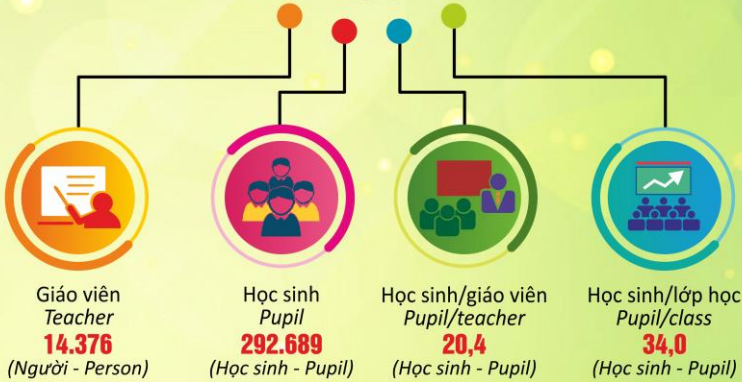 Giáo viên
Teacher
14.376
(Người - Person)
Học sinh
Pupil
292.689
(Học sinh - Pupil)
Học sinh/giáo viên
Pupil/teacher
20,4
(Học sinh - Pupil)
Học sinh/lớp học
Pupil/class
34,0
(Học sinh - Pupil)